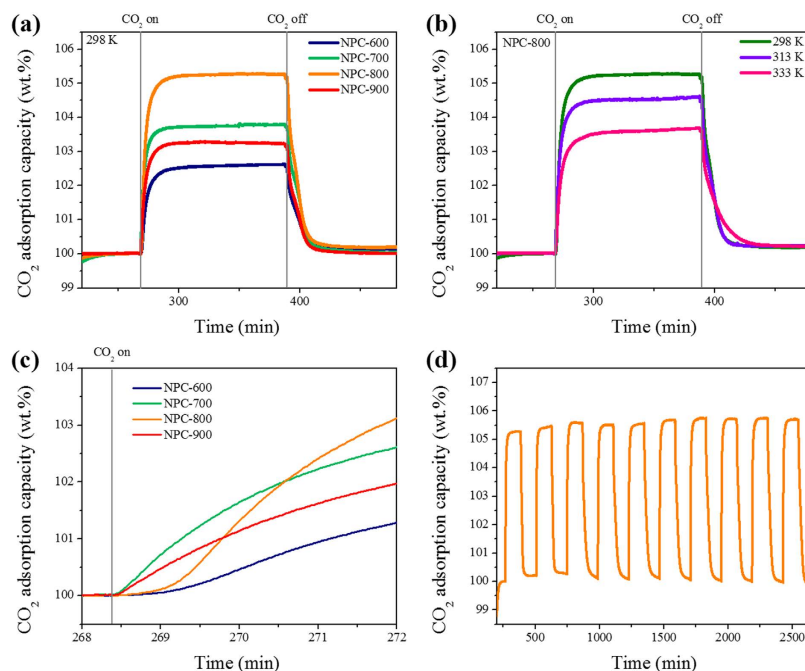 (a)
CO2 on
CO2 off
298 K
NPC-600
NPC-700
NPC-800
NPC-900
106
105
104
103
102
101
100
99
CO2 adsorption capacity (wt.%)
300
400
Time (min)
(b)
CO2 on
CO2 off
NPC-800
298 K
313 K
333 K
106
105
104
103
102
101
100
99
CO2 adsorption capacity (wt.%)
300
400
Time (min)
(c)
CO2 on
NPC-600
NPC-700
NPC-800
NPC-900
104
103
102
101
100
CO2 adsorption capacity (wt.%)
268
269
270
271
272
Time (min)
(d)
107
106
105
104
103
102
101
100
99
CO2 adsorption capacity (wt.%)
500
1000
1500
2000
2500
Time (min)